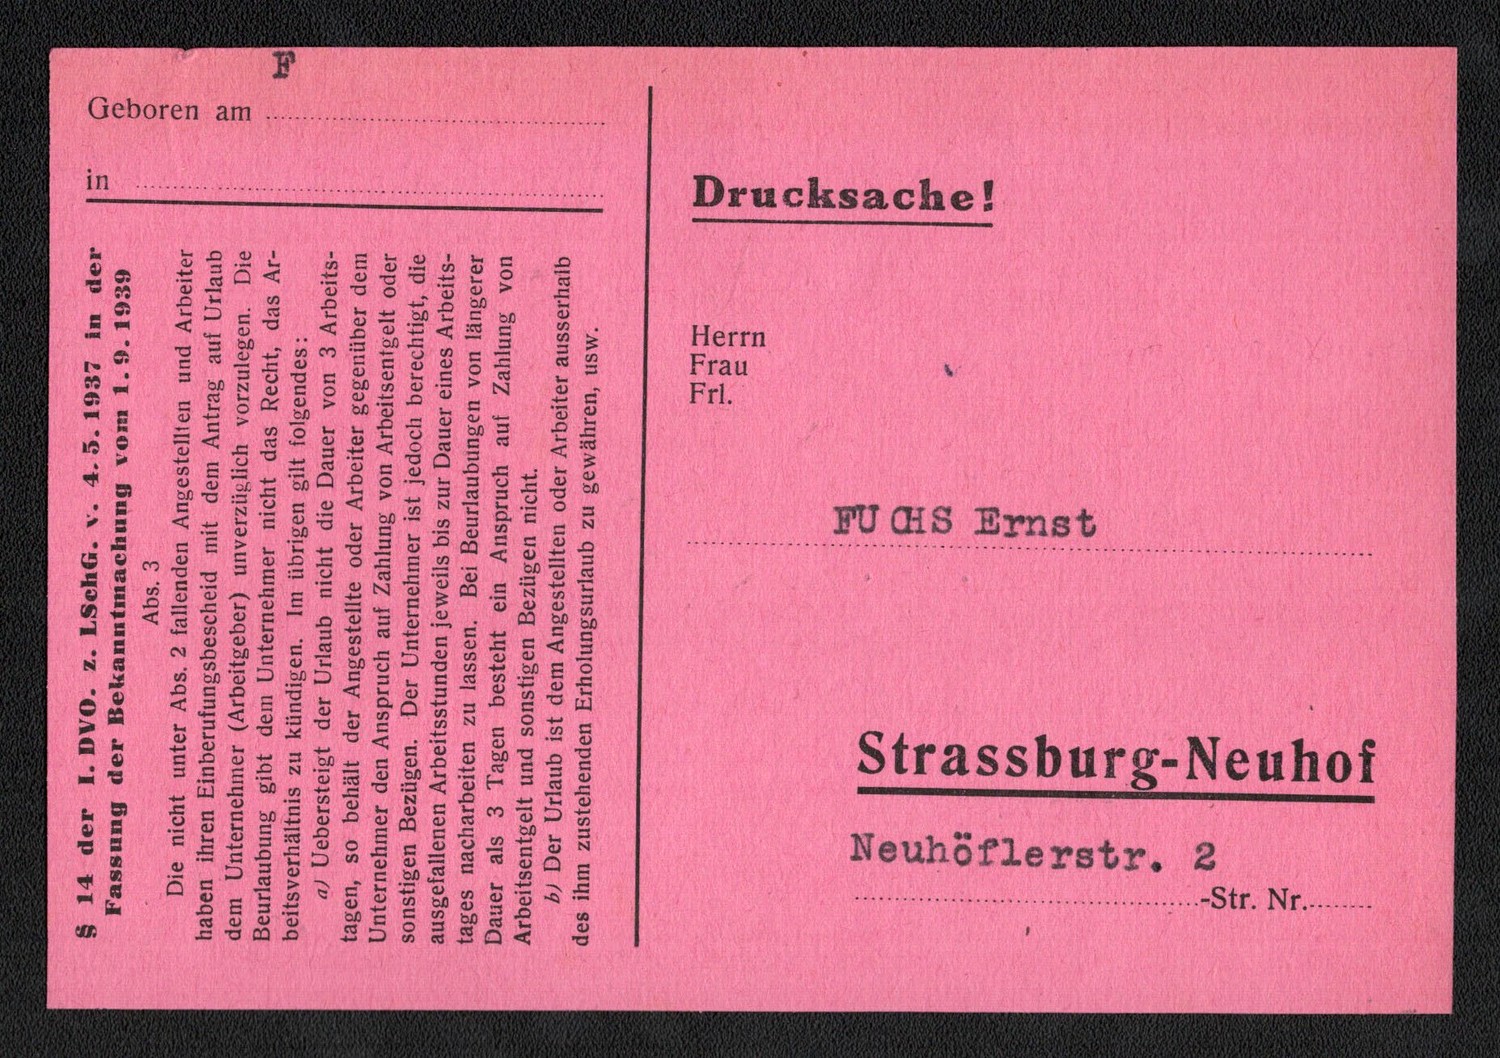 F
Geboren am
in
§ 14 der I. DVO. z. LSchG. v. 4. 5. 1937 in der
Fassung der Bekanntmachung vom 1. 9. 1939
Abs. 3
Die nicht unter Abs. 2 fallenden Angestellten und Arbeiter
haben ihren Einberufungsbescheid mit dem Antrag auf Urlaub
dem Unternehmer (Arbeitgeber) unverzüglich vorzulegen. Die
Beurlaubung gibt dem Unternehmer nicht das Recht, das Ar-
beitsverhältnis zu kündigen. Im übrigen gilt folgendes:
a) Uebersteigt der Urlaub nicht die Dauer von 3 Arbeits-
tagen, so behält der Angestellte oder Arbeiter gegenüber dem
Unternehmer den Anspruch auf Zahlung von Arbeitsentgelt oder
sonstigen Bezügen. Der Unternehmer ist jedoch berechtigt, die
ausgefallenen Arbeitsstunden jeweils bis zur Dauer eines Arbeits-
tages nacharbeiten zu lassen. Bei Beurlaubungen von längerer
Dauer als 3 Tagen besteht ein Anspruch auf Zahlung von
Arbeitsentgelt und sonstigen Bezügen nicht.
b) Der Urlaub ist dem Angestellten oder Arbeiter ausserhalb
des ihm zustehenden Erholungsurlaub zu gewähren, usw.
Drucksache!
Herrn
Frau
Frl.
FUCHS Ernst
Strassburg-Neuhof
Neuhöflerstr. 2
-Str. Nr.